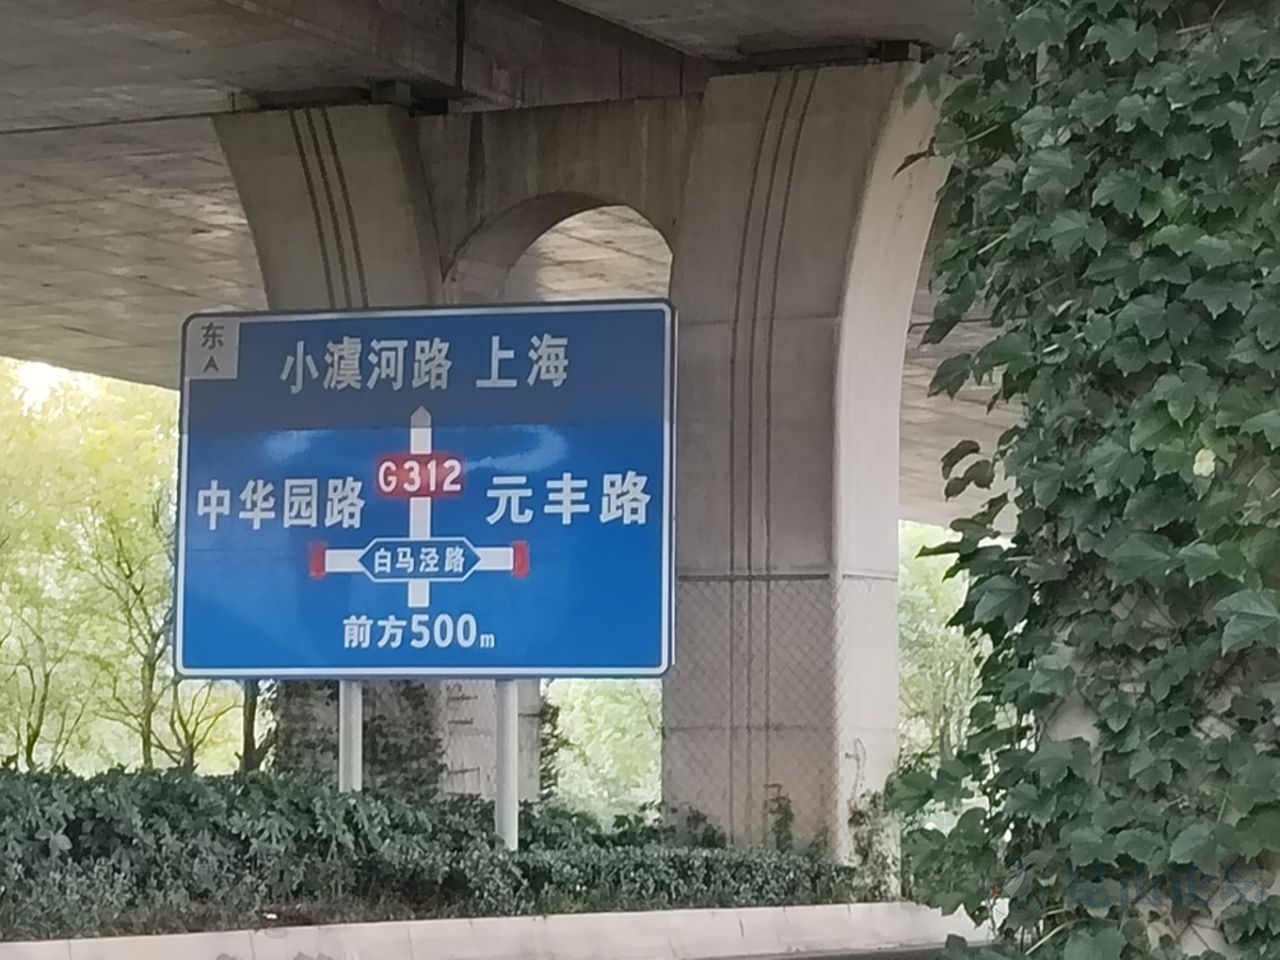 东
小澞河路 上海
G312
中华园路 元丰路
白马泾路
前方500m